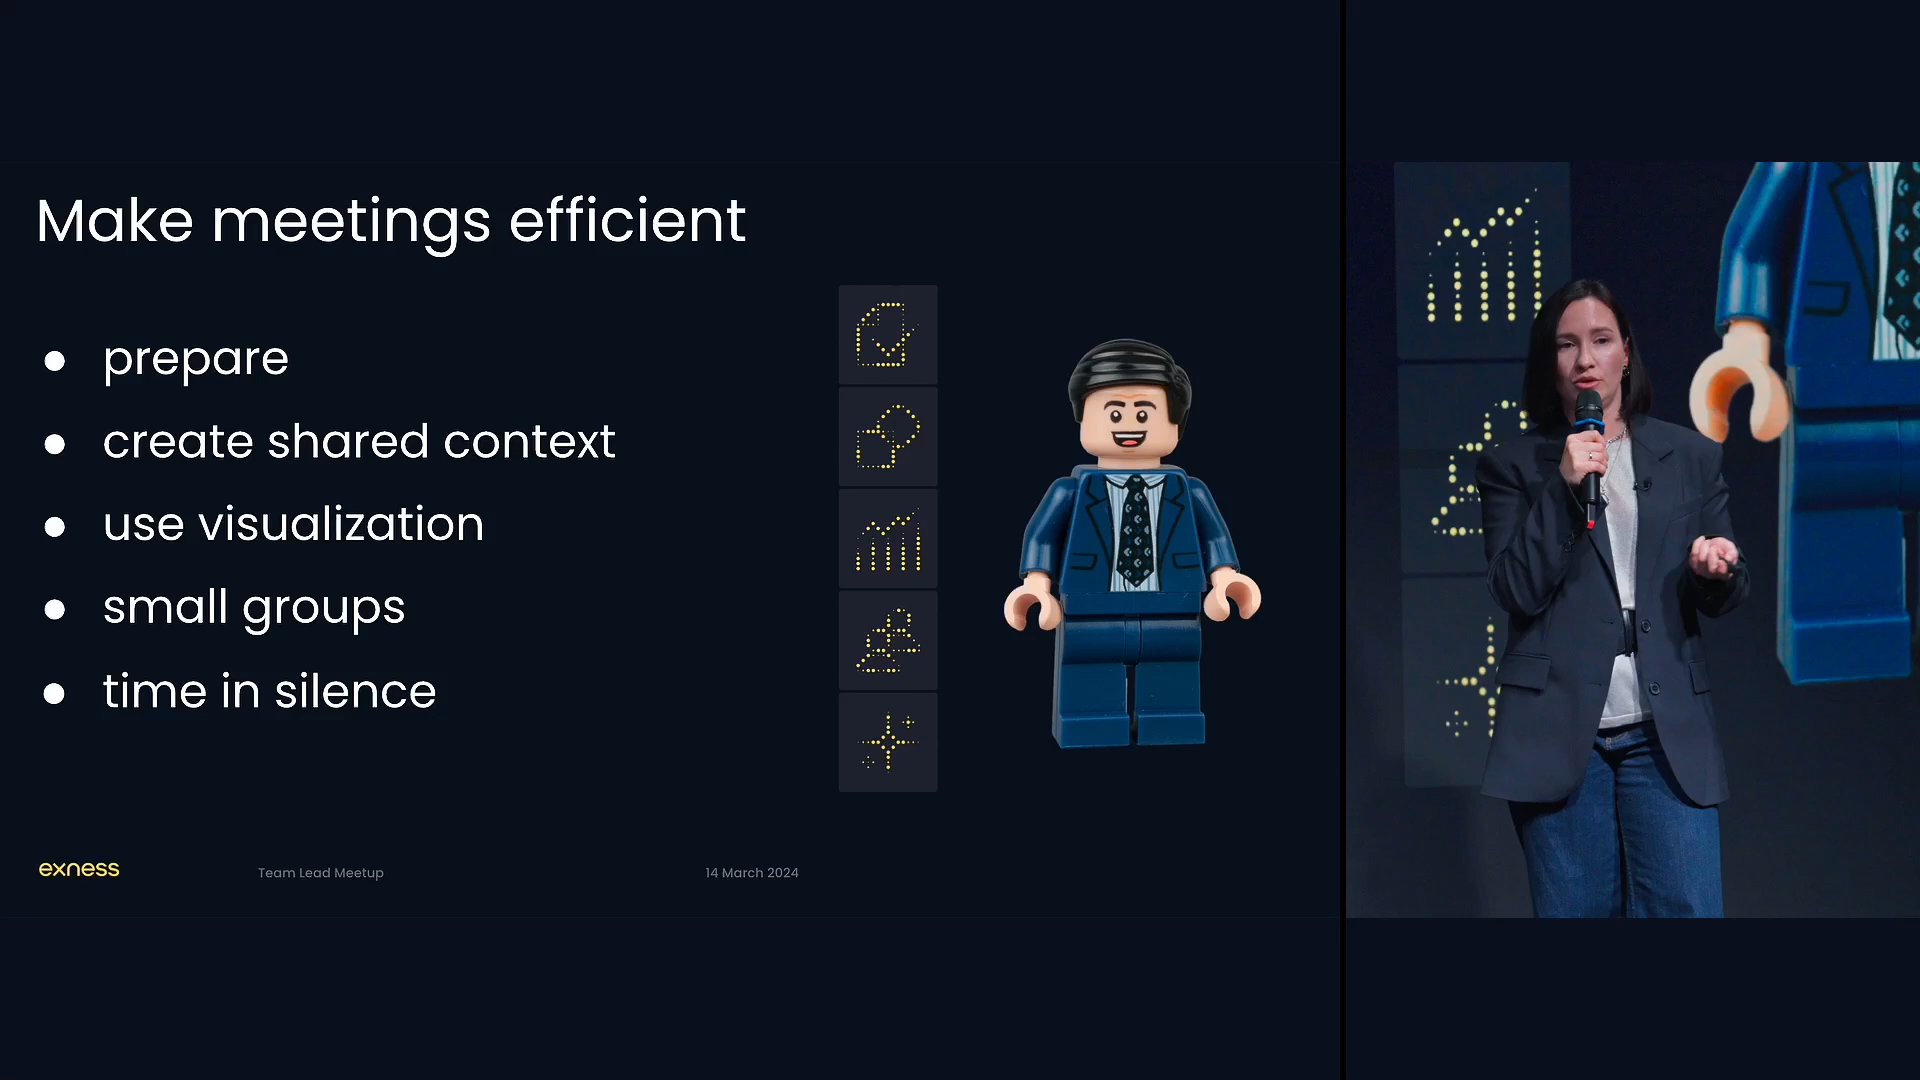 Make meetings efficient
● prepare
● create shared context
● use visualization
● small groups
● time in silence
exness
Team Lead Meetup
14 March 2024